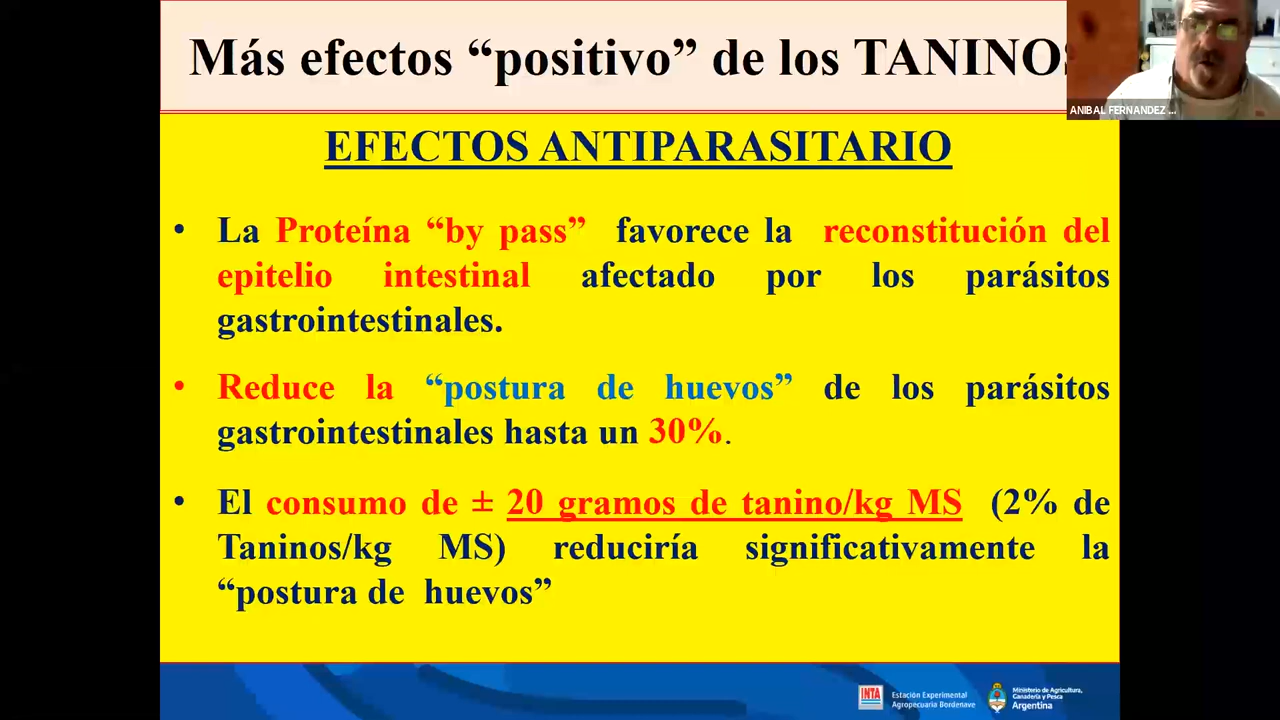 Más efectos “positivo” de los TANINOS
ANIBAL FERNANDEZ ...
EFECTOS ANTIPARASITARIO
• La Proteína “by pass” favorece la reconstitución del
epitelio intestinal afectado por los parásitos
gastrointestinales.
• Reduce la “postura de huevos” de los parásitos
gastrointestinales hasta un 30%.
• El consumo de ± 20 gramos de tanino/kg MS (2% de
Taninos/kg MS) reduciría significativamente la
“postura de huevos”
INTA
Estación Experimental
Agropecuaria Bordenave
Ministerio de Agricultura,
Ganadería y Pesca
Argentina